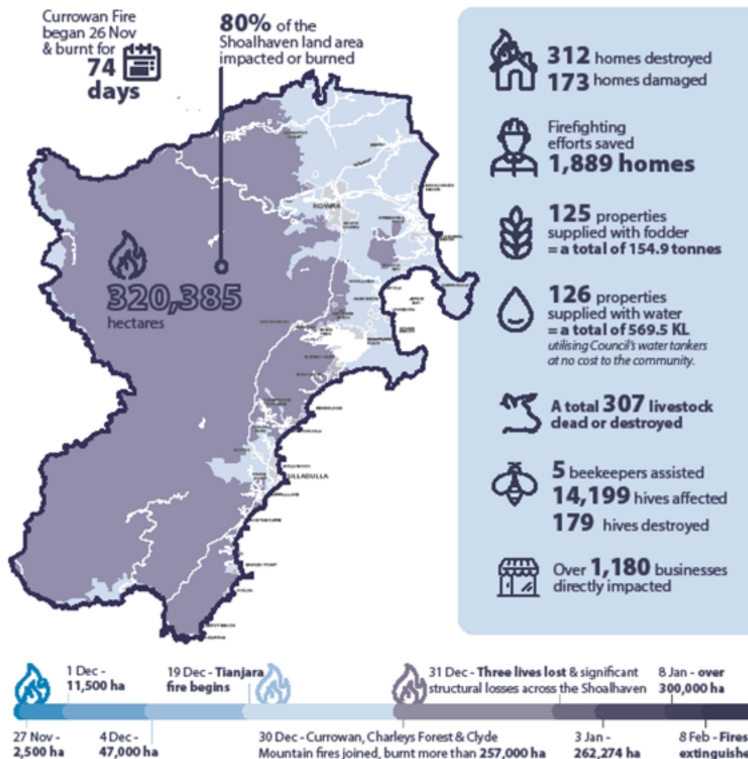 Currowan Fire
began 26 Nov
& burnt for
74
days
80% of the
Shoalhaven land area
impacted or burned
320,385
hectares
NOWRA
ULLADULLA
312 homes destroyed
173 homes damaged
Firefighting
efforts saved
1,889 homes
125 properties
supplied with fodder
= a total of 154.9 tonnes
126 properties
supplied with water
= a total of 569.5 KL
utilising Council's water tankers
at no cost to the community.
A total 307 livestock
dead or destroyed
5 beekeepers assisted
14,199 hives affected
179 hives destroyed
Over 1,180 businesses
directly impacted
1 Dec -
11,500 ha
19 Dec - Tianjara
fire begins
31 Dec - Three lives lost & significant
structural losses across the Shoalhaven
8 Jan - over
300,000 ha
27 Nov -
2,500 ha
4 Dec -
47,000 ha
30 Dec - Currowan, Charleys Forest & Clyde
Mountain fires joined, burnt more than 257,000 ha
3 Jan -
262,274 ha
8 Feb - Fires
extinguishe